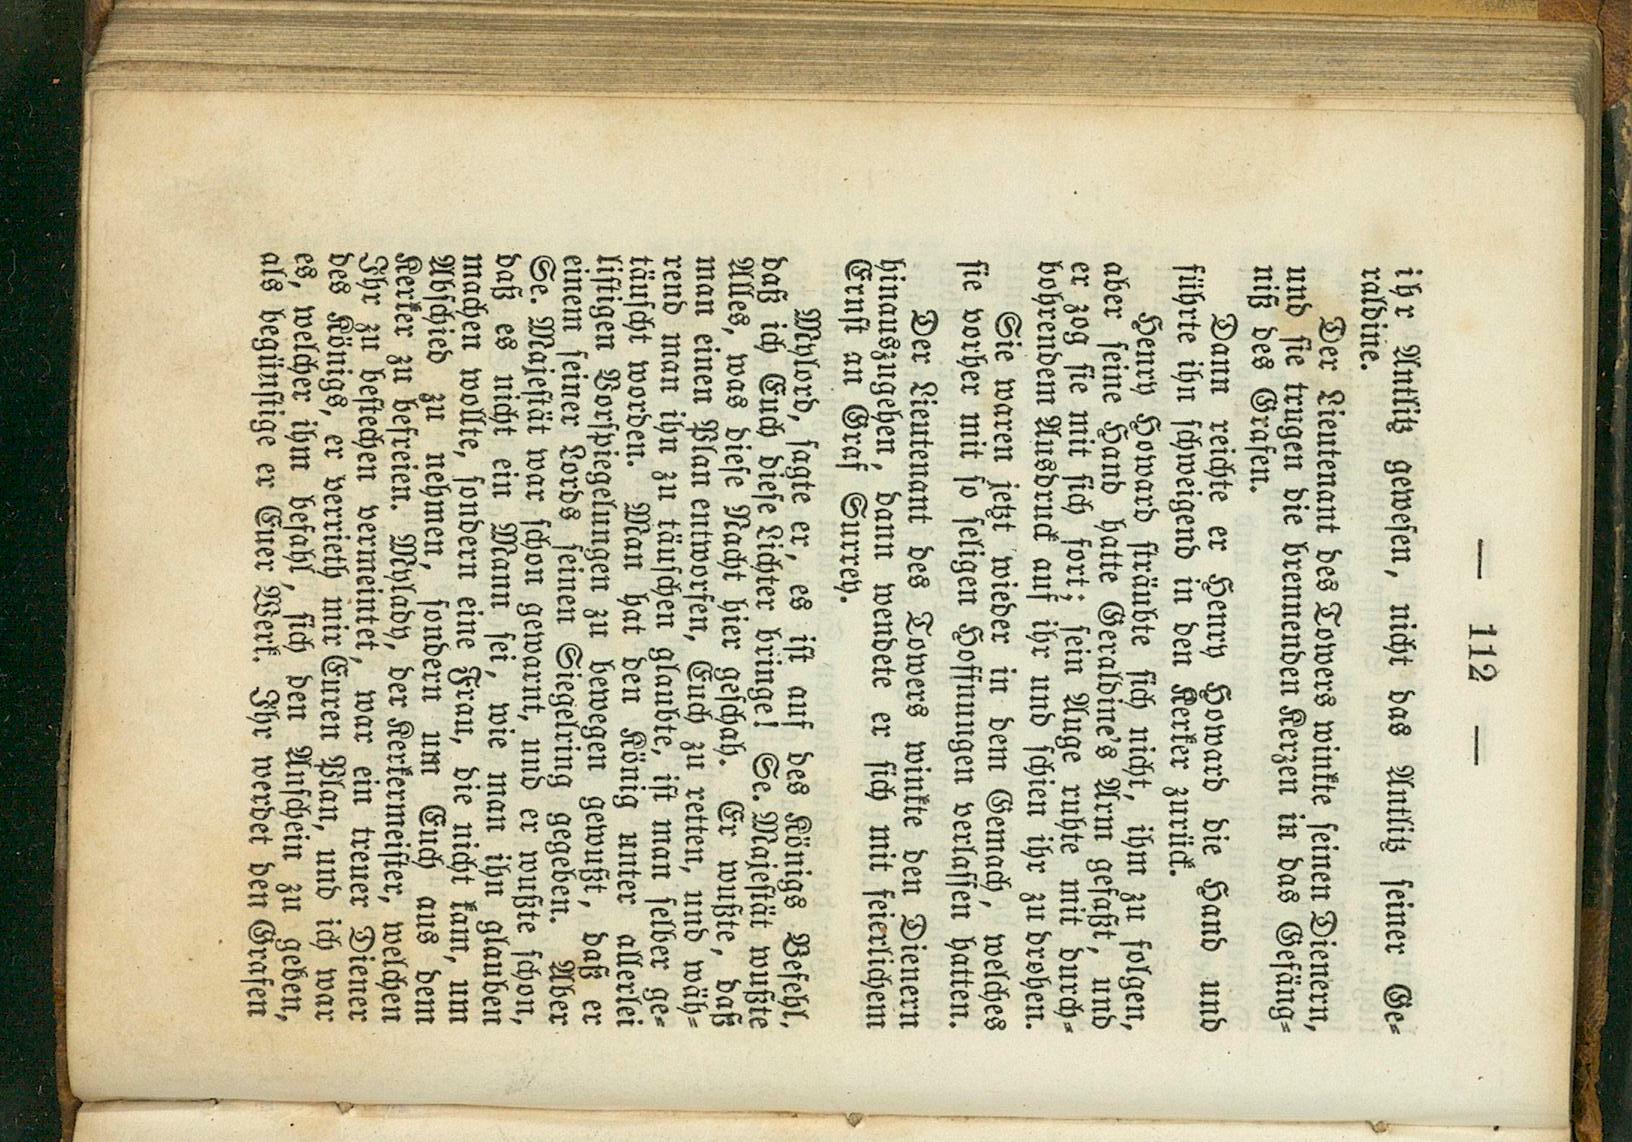 — 112 —
ihr Antlitz gewesen, nicht das Antlitz seiner Ge-
raldine.
Der Lieutenant des Towers winkte seinen Dienern,
und sie trugen die brennenden Kerzen in das Gefäng-
niß des Grafen.
Dann reichte er Henry Howard die Hand und
führte ihn schweigend in den Kerker zurück.
Henry Howard sträubte sich nicht, ihm zu folgen,
aber seine Hand hatte Geraldine's Arm gefaßt, und
er zog sie mit sich fort; sein Auge ruhte mit durch-
bohrendem Ausdruck auf ihr und schien ihr zu drohen.
Sie waren jetzt wieder in dem Gemach, welches
sie vorher mit so seligen Hoffnungen verlassen hatten.
Der Lieutenant des Towers winkte den Dienern
hinauszugehen, dann wendete er sich mit feierlichem
Ernst an Graf Surrey.
Mylord, sagte er, es ist auf des Königs Befehl,
daß ich Euch diese Lichter bringe! Se. Majestät wußte
Alles, was diese Nacht hier geschah. Er wußte, daß
man einen Plan entworfen, Euch zu retten, und wäh-
rend man ihn zu täuschen glaubte, ist man selber ge-
täuscht worden. Man hat den König unter allerlei
listigen Vorspiegelungen zu bewegen gewußt, daß er
einem seiner Lords seinen Siegelring gegeben. Aber
Se. Majestät war schon gewarnt, und er wußte schon,
daß es nicht ein Mann sei, wie man ihn glauben
machen wollte, sondern eine Frau, die nicht kam, um
Abschied zu nehmen, sondern um Euch aus dem
Kerker zu befreien. Mylady, der Kerkermeister, welchen
Ihr zu bestechen vermeintet, war ein treuer Diener
des Königs, er verrieth mir Euren Plan, und ich war
es, welcher ihm befahl, sich den Anschein zu geben,
als begünstige er Euer Werk. Ihr werdet den Grafen